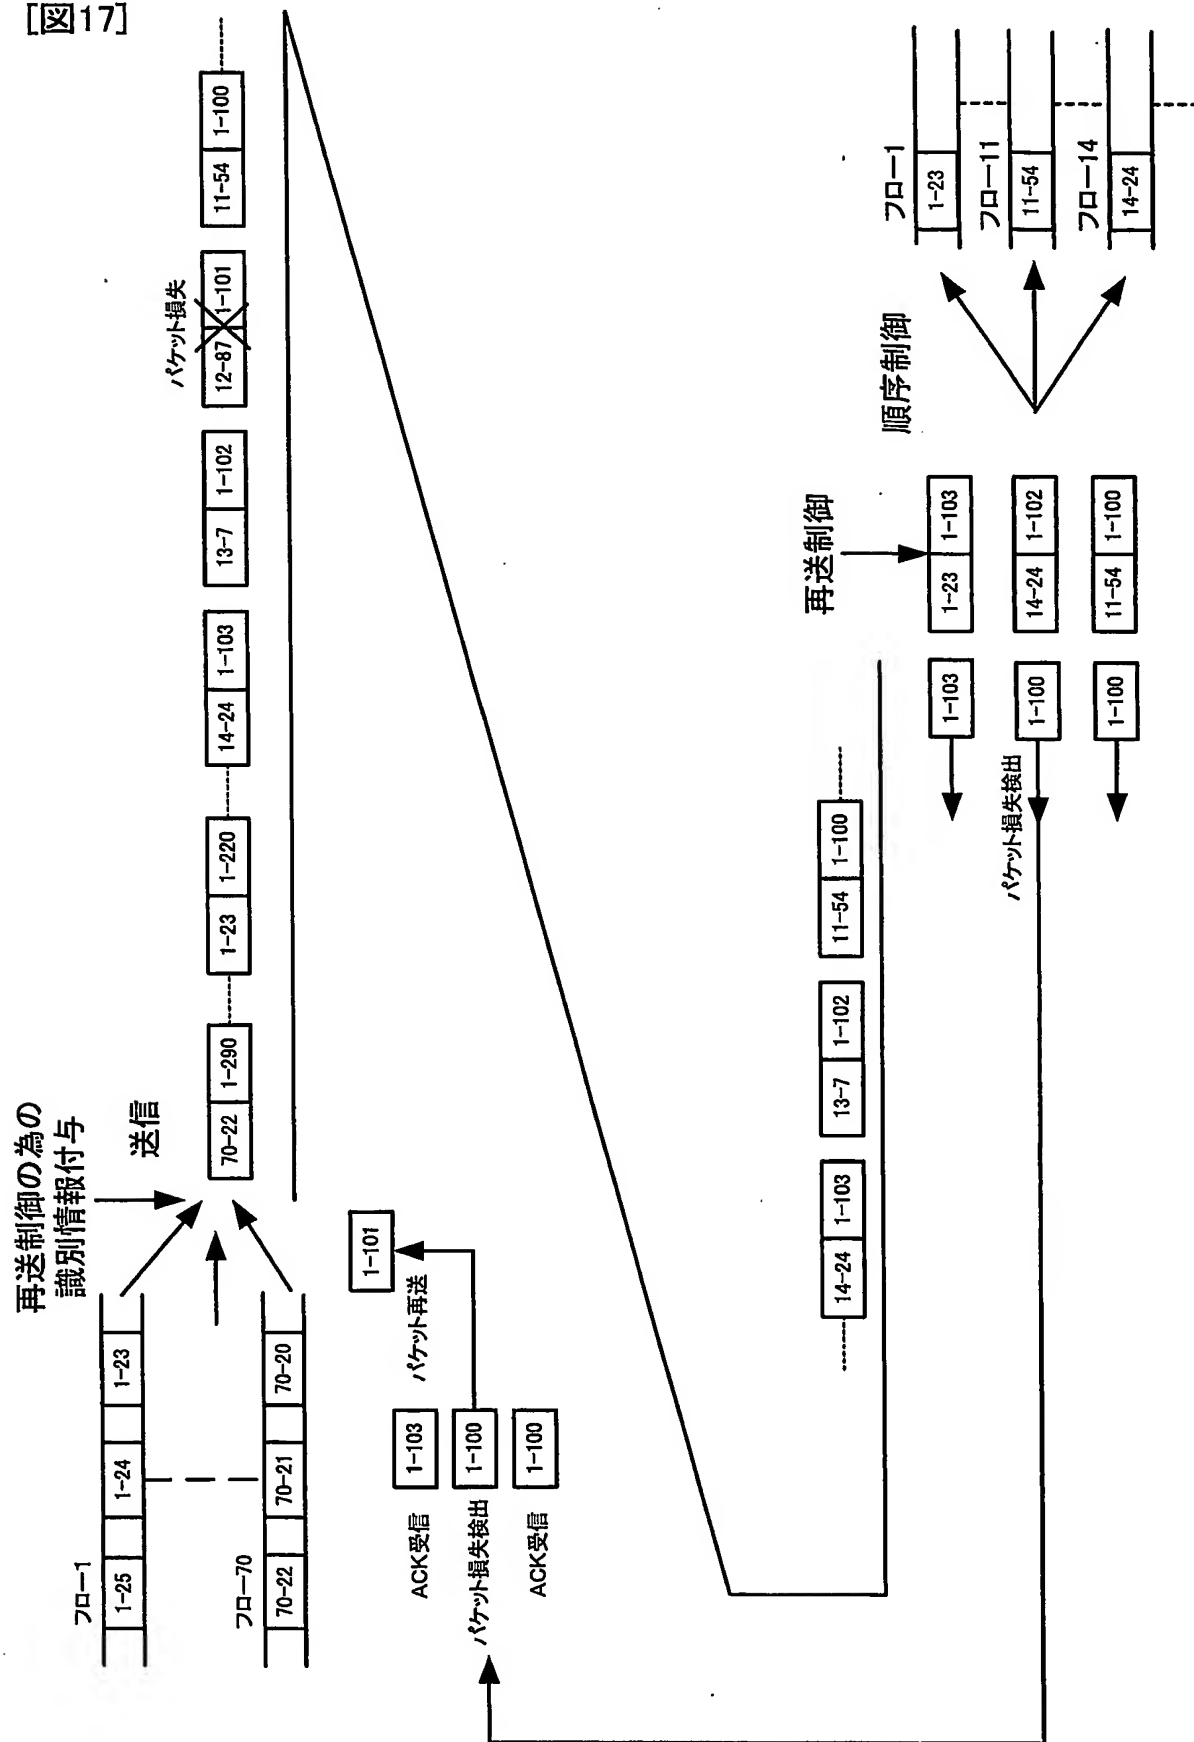 [図17]
再送制御の為の
識別情報付与
送信
フロー1
1-25
1-24
1-23
フロー70
70-22
70-21
70-20
70-22 1-290
1-23 1-220
14-24 1-103
13-7 1-102
パケット損失
12-87 1-101
11-54 1-100
ACK受信
1-103
パケット損失検出
1-100
ACK受信
1-100
パケット再送
1-101
14-24 1-103
13-7 1-102
11-54 1-100
パケット損失検出
1-103
1-100
1-100
再送制御
1-23 1-103
14-24 1-102
11-54 1-100
順序制御
フロー1
1-23
フロー11
11-54
フロー14
14-24